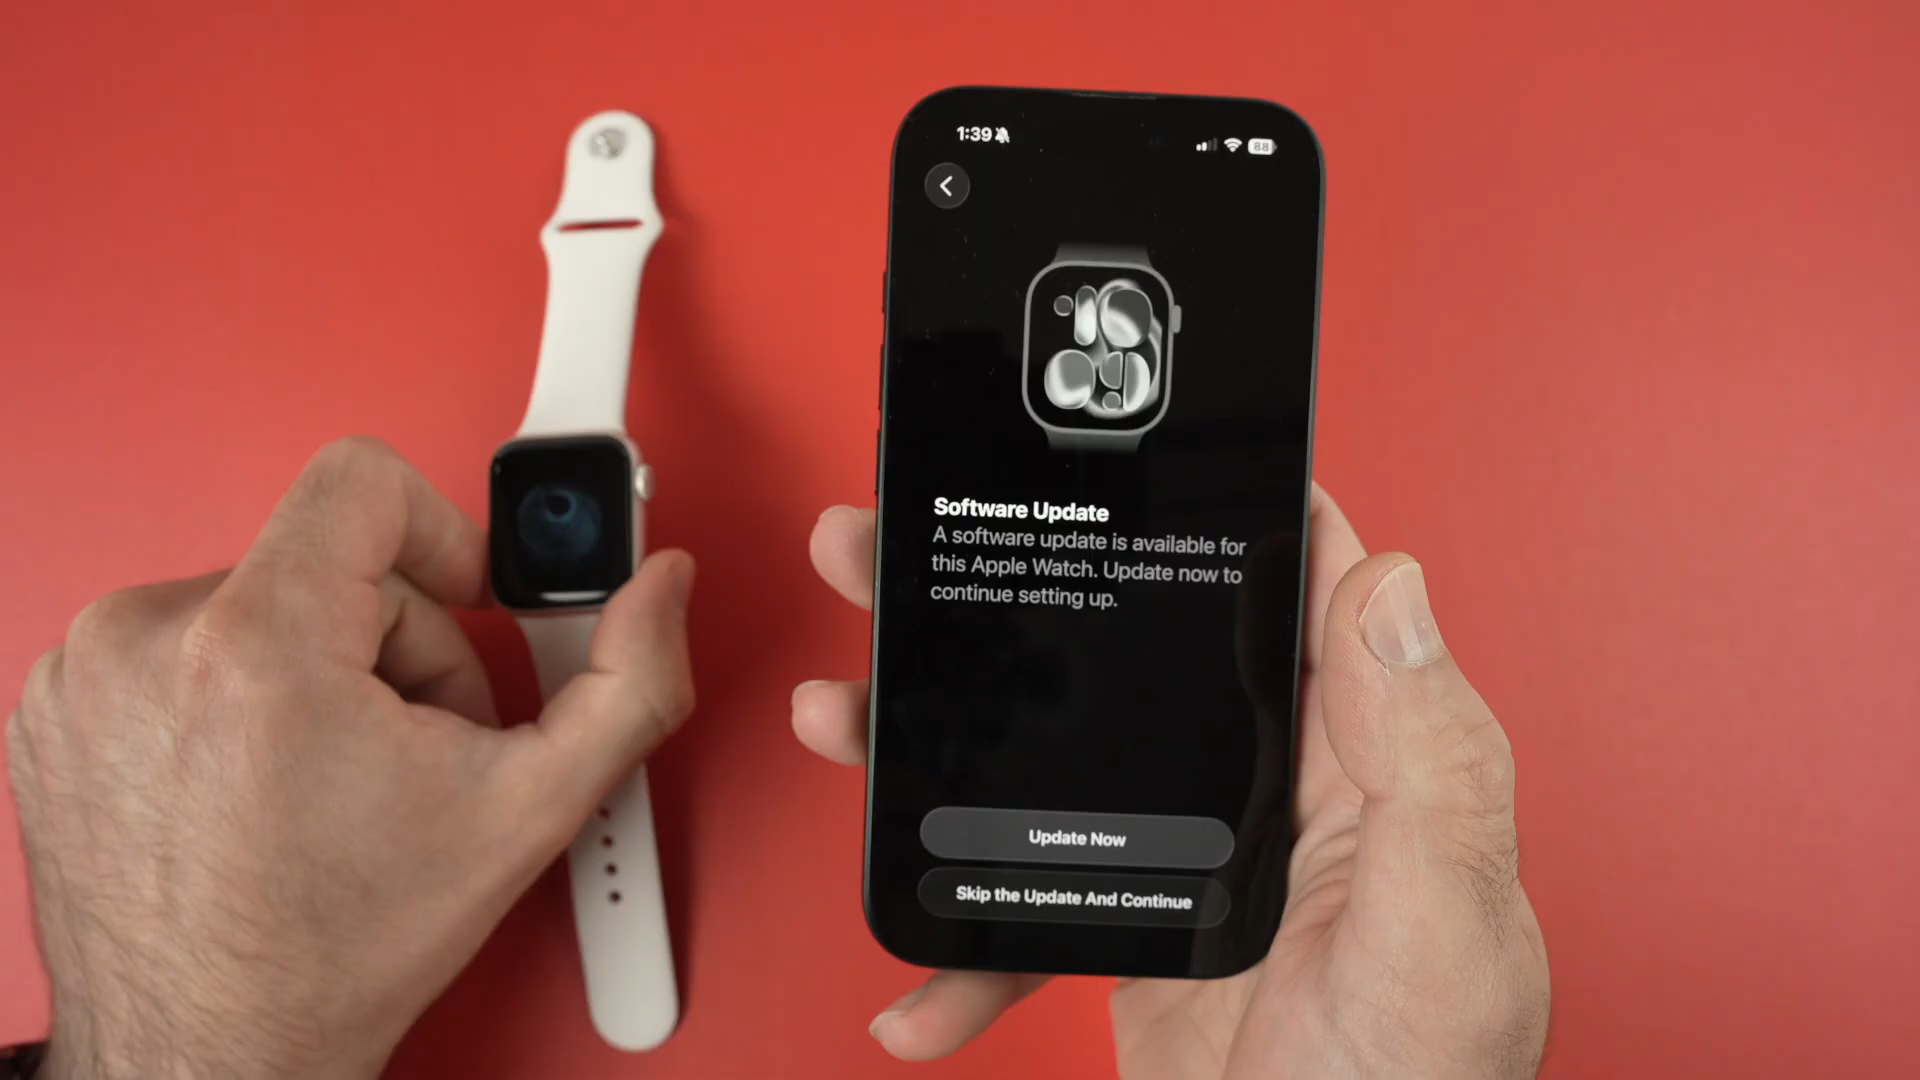 1:39
88
Software Update
A software update is available for
this Apple Watch. Update now to
continue setting up.
Update Now
Skip the Update And Continue